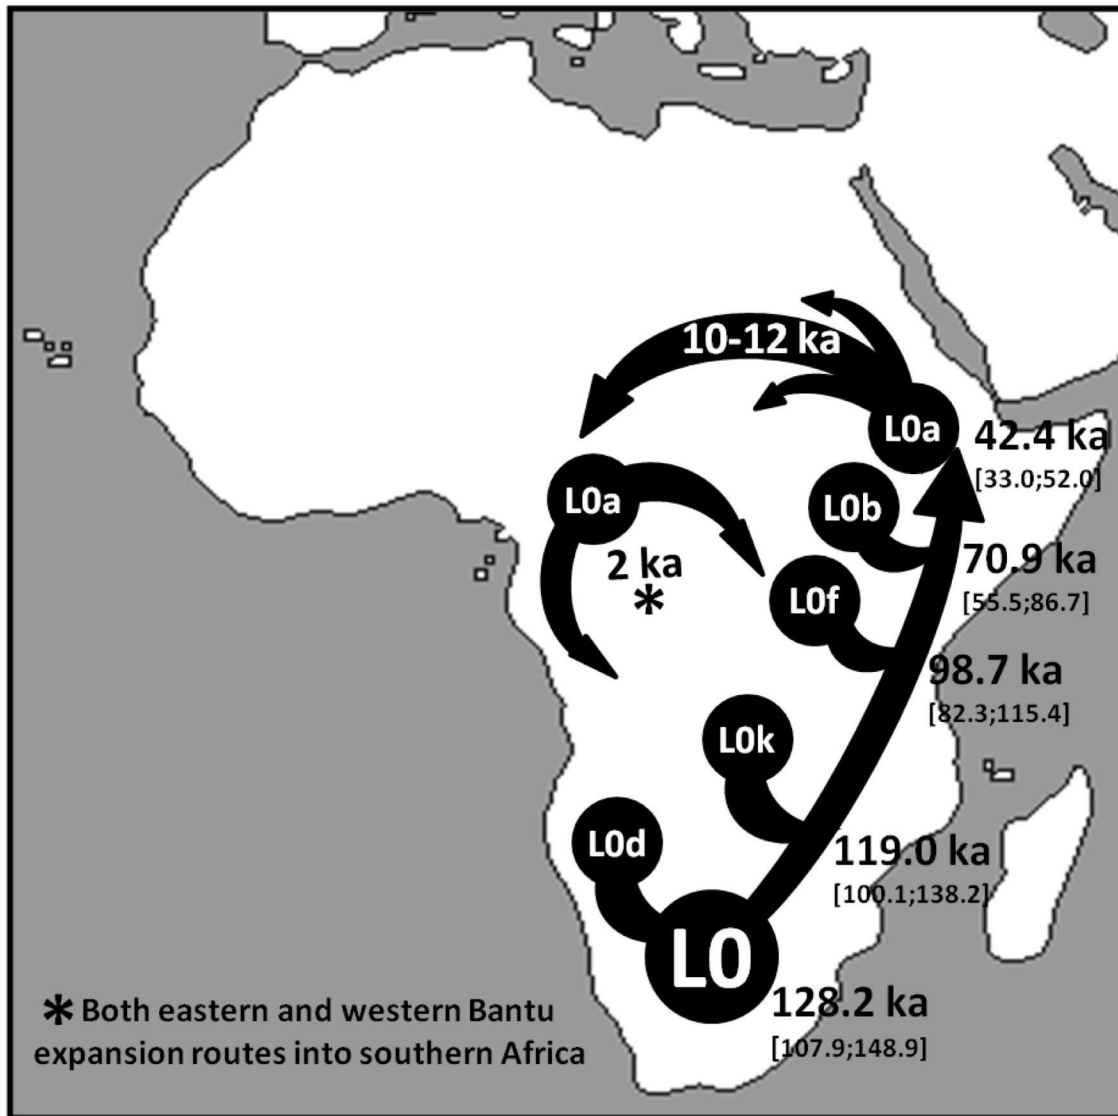 10-12 ka
L0a
42.4 ka
[33.0;52.0]
L0a
L0b
2 ka
*
70.9 ka
[55.5;86.7]
L0f
98.7 ka
[82.3;115.4]
L0k
L0d
119.0 ka
[100.1;138.2]
L0
128.2 ka
[107.9;148.9]
* Both eastern and western Bantu
expansion routes into southern Africa